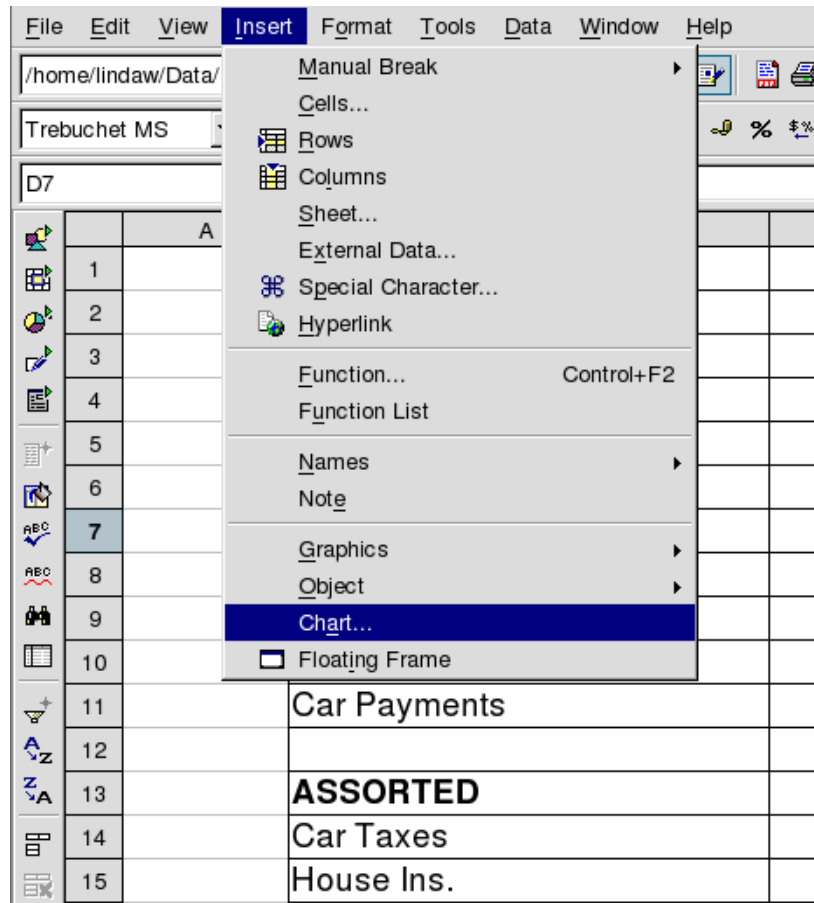 File Edit View Insert Format Tools Data Window Help
/home/lindaw/Data/
Trebuchet MS
% $%
D7
Manual Break
Cells...
Rows
Columns
Sheet...
External Data...
Special Character...
Hyperlink
Function... Control+F2
Function List
Names
Note
Graphics
Object
Chart...
Floating Frame
A
1
2
3
4
5
6
ABC
7
ABC
8
9
10
11 Car Payments
A Z
12
Z A
13 ASSORTED
14 Car Taxes
15 House Ins.